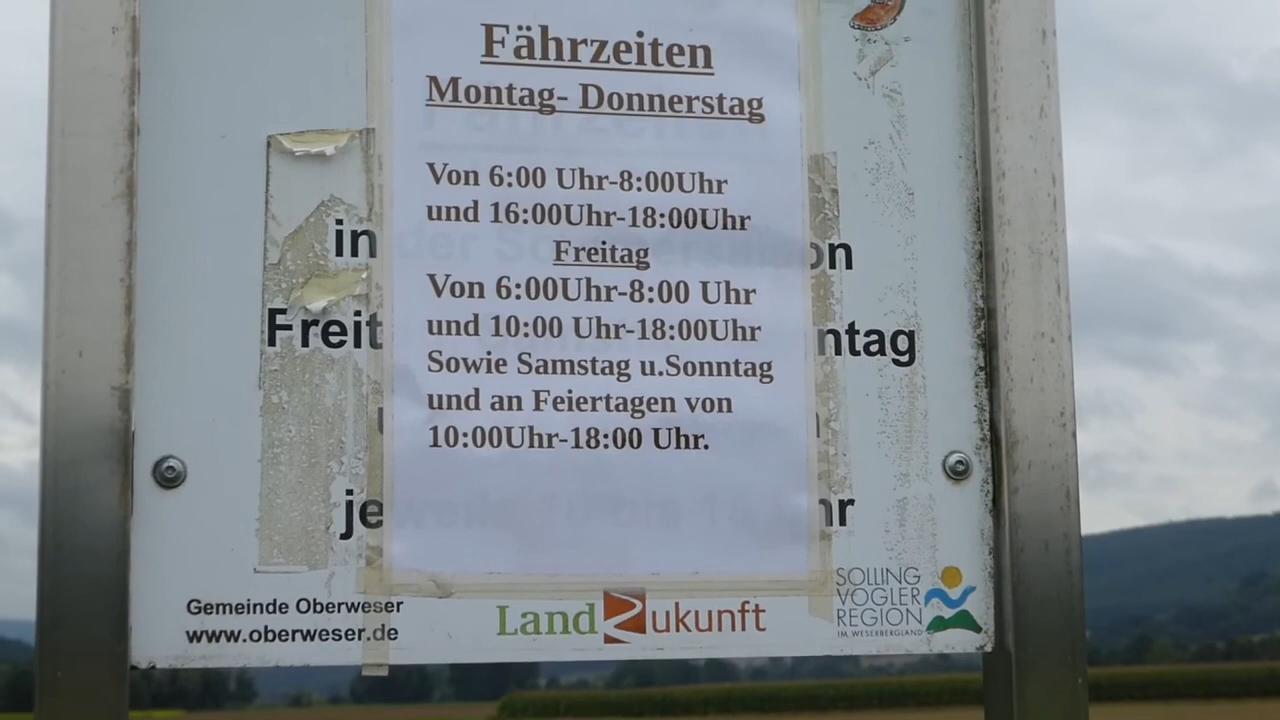 Fährzeiten
Montag- Donnerstag
Von 6:00 Uhr-8:00Uhr
und 16:00Uhr-18:00Uhr
Freitag
Von 6:00Uhr-8:00 Uhr
und 10:00 Uhr-18:00Uhr
Sowie Samstag u.Sonntag
und an Feiertagen von
10:00Uhr-18:00 Uhr.
in on
Freit ntag
je hr
Gemeinde Oberweser
www.oberweser.de
LandZukunft
SOLLING
VOGLER
REGION
IM WESERBERGLAND